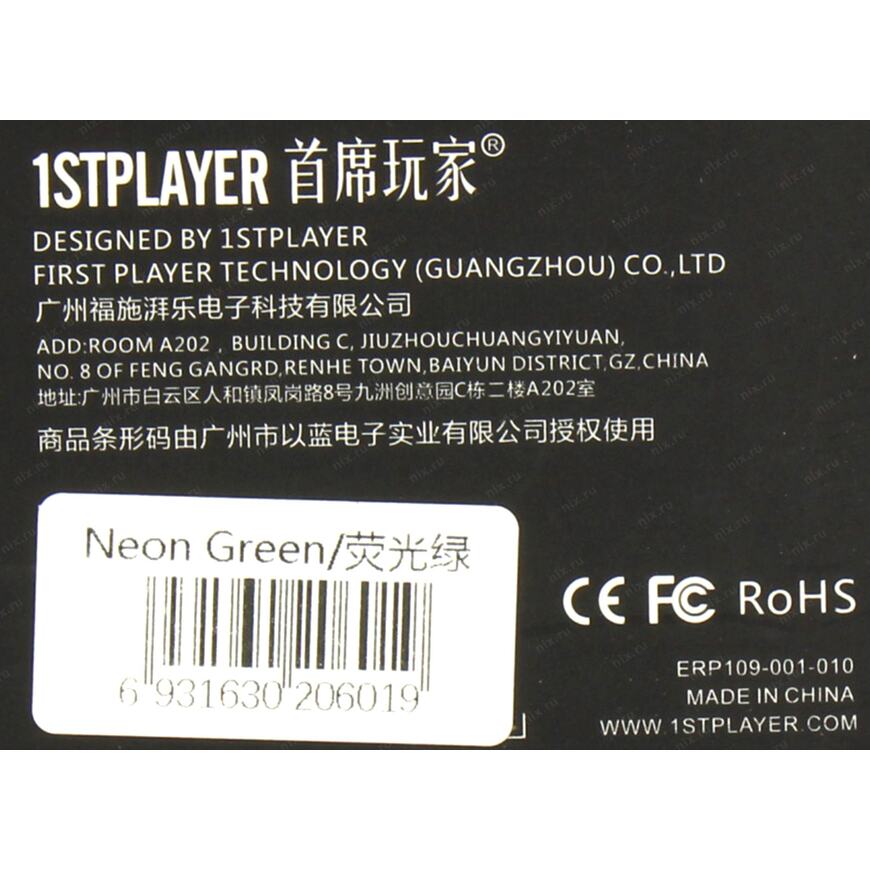 1STPLAYER 首席玩家®
DESIGNED BY 1STPLAYER
FIRST PLAYER TECHNOLOGY (GUANGZHOU) CO.,LTD
广州福施湃乐电子科技有限公司
ADD:ROOM A202 , BUILDING C, JIUZHOUCHUANGYIYUAN,
NO. 8 OF FENG GANGRD,RENHE TOWN,BAIYUN DISTRICT,GZ,CHINA
地址:广州市白云区人和镇凤岗路8号九洲创意园C栋二楼A202室
商品条形码由广州市以蓝电子实业有限公司授权使用
Neon Green/荧光绿
6 931630 206019
CE FC RoHS
ERP109-001-010
MADE IN CHINA
WWW.1STPLAYER.COM
nix.ru